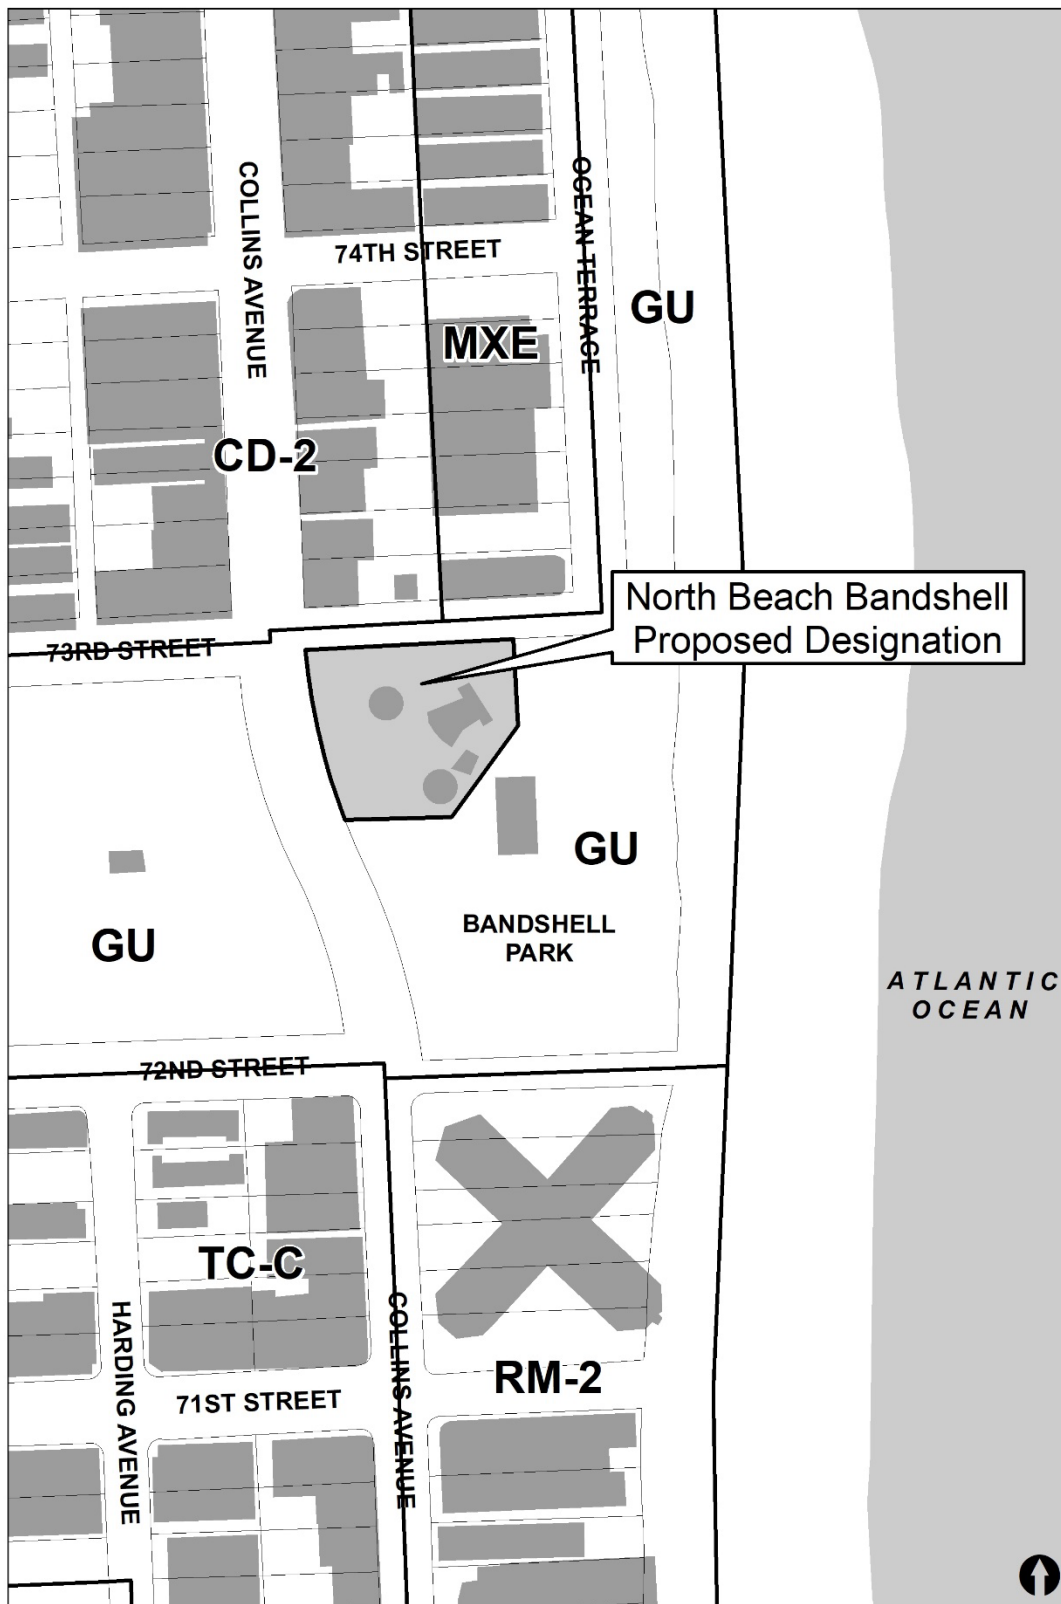 COLLINS AVENUE
74TH STREET
OCEAN TERRACE
GU
MXE
CD-2
North Beach Bandshell
Proposed Designation
73RD STREET
GU
BANDSHELL
PARK
GU
ATLANTIC
OCEAN
72ND STREET
TC-C
HARDING AVENUE
COLLINS AVENUE
RM-2
71ST STREET